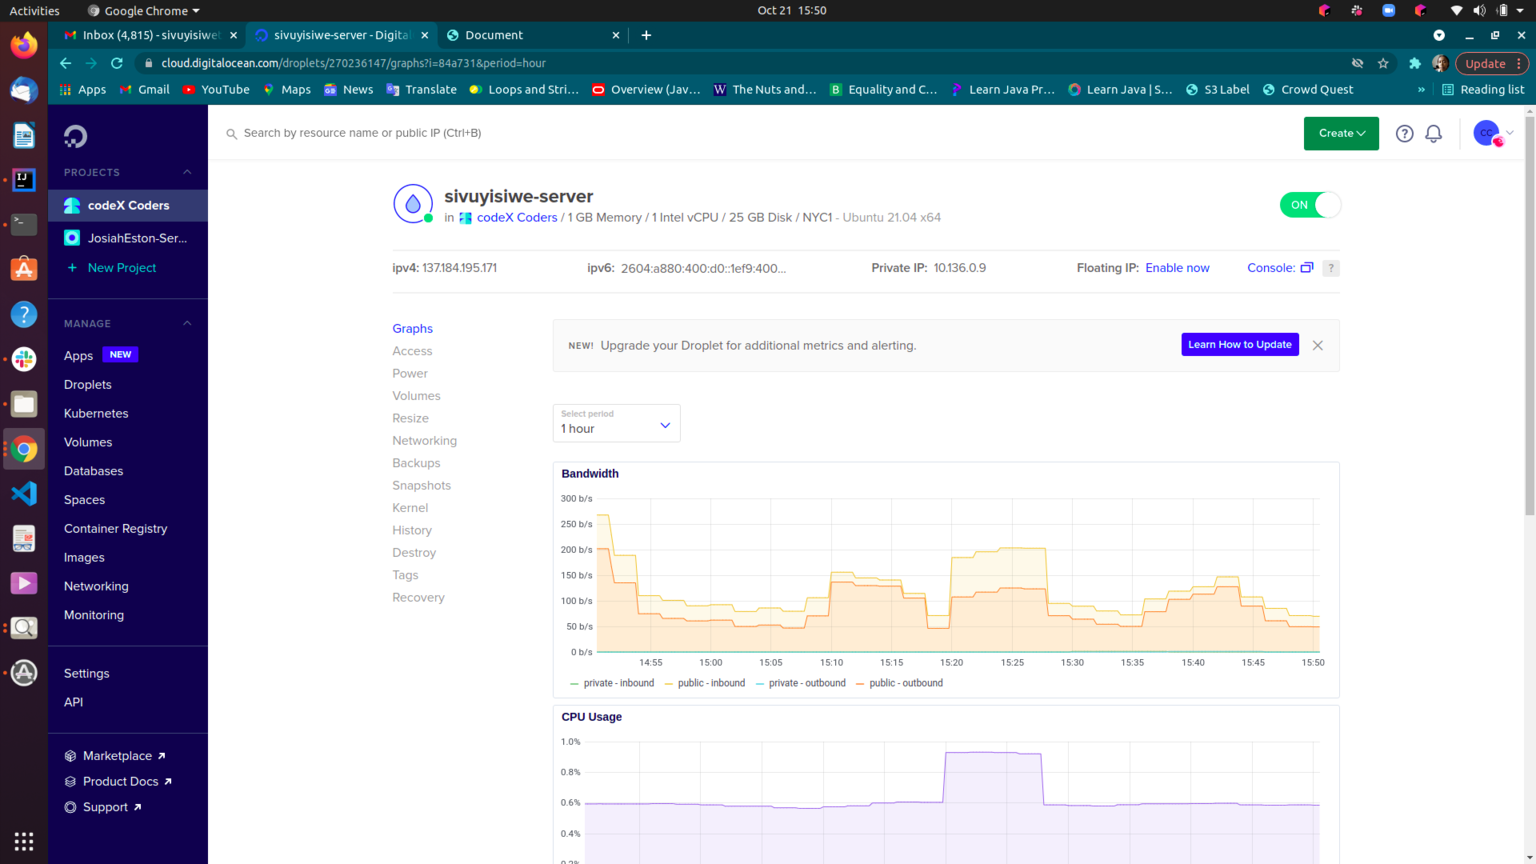 Activities
Google Chrome
Oct 21 15:50
Inbox (4,815) - sivuyisiwe
sivuyisiwe-server - Digita
Document
cloud.digitalocean.com/droplets/270236147/graphs?i=84a731&period=hour
Update
Apps
Gmail
YouTube
Maps
News
Translate
Loops and Stri...
Overview (Jav...
The Nuts and...
Equality and C...
Learn Java Pr...
Learn Java | S...
S3 Label
Crowd Quest
»
Reading list
Search by resource name or public IP (Ctrl+B)
Create
CC
PROJECTS
codeX Coders
JosiahEston-Ser...
+ New Project
MANAGE
Apps NEW
Droplets
Kubernetes
Volumes
Databases
Spaces
Container Registry
Images
Networking
Monitoring
Settings
API
Marketplace
Product Docs
Support
sivuyisiwe-server
in codeX Coders / 1 GB Memory / 1 Intel vCPU / 25 GB Disk / NYC1 - Ubuntu 21.04 x64
ON
ipv4: 137.184.195.171
ipv6: 2604:a880:400:d0::1ef9:400...
Private IP: 10.136.0.9
Floating IP: Enable now
Console: ?
Graphs
Access
Power
Volumes
Resize
Networking
Backups
Snapshots
Kernel
History
Destroy
Tags
Recovery
NEW! Upgrade your Droplet for additional metrics and alerting.
Learn How to Update
Select period
1 hour
Bandwidth
300 b/s
250 b/s
200 b/s
150 b/s
100 b/s
50 b/s
0 b/s
14:55 15:00 15:05 15:10 15:15 15:20 15:25 15:30 15:35 15:40 15:45 15:50
private - inbound public - inbound private - outbound public - outbound
CPU Usage
1.0%
0.8%
0.6%
0.4%
0.2%